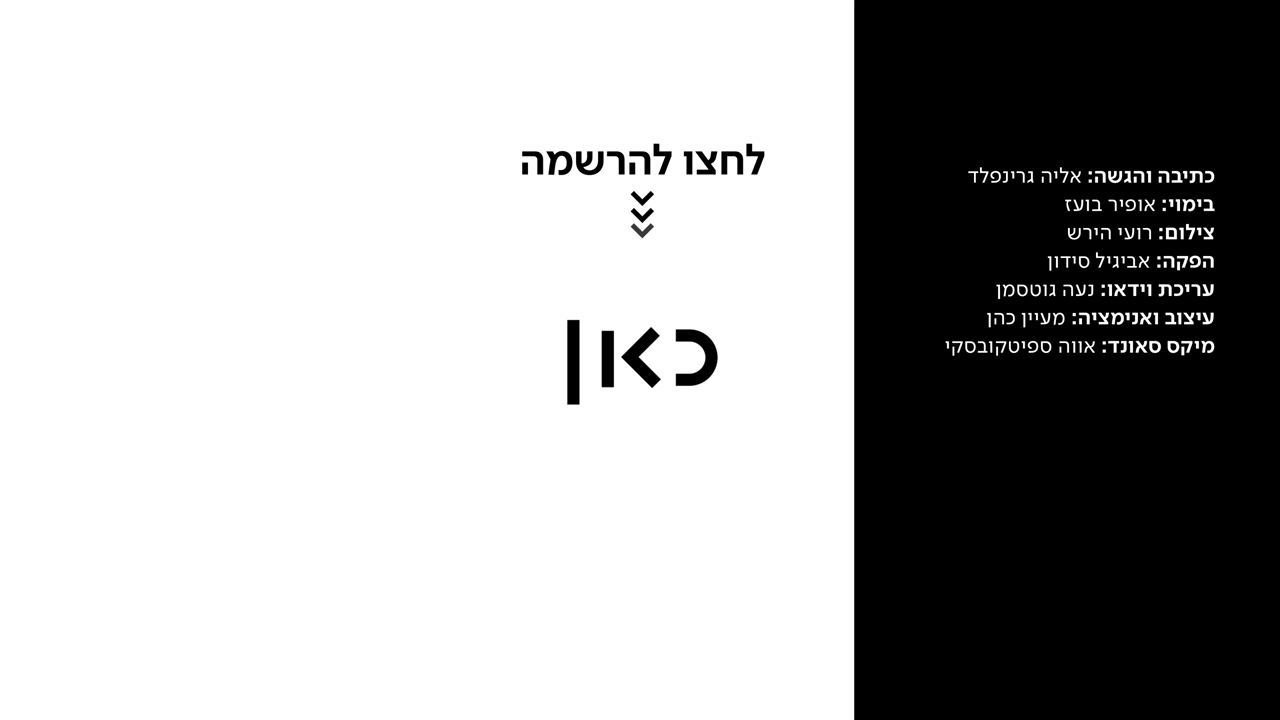 לחצו להרשמה
כאן
כתיבה והגשה: אליה גרינפלד
בימוי: אופיר בועז
צילום: רועי הירש
הפקה: אביגיל סידון
עריכת וידאו: נעה גוטסמן
עיצוב ואנימציה: מעיין כהן
מיקס סאונד: אווה ספיטקובסקי